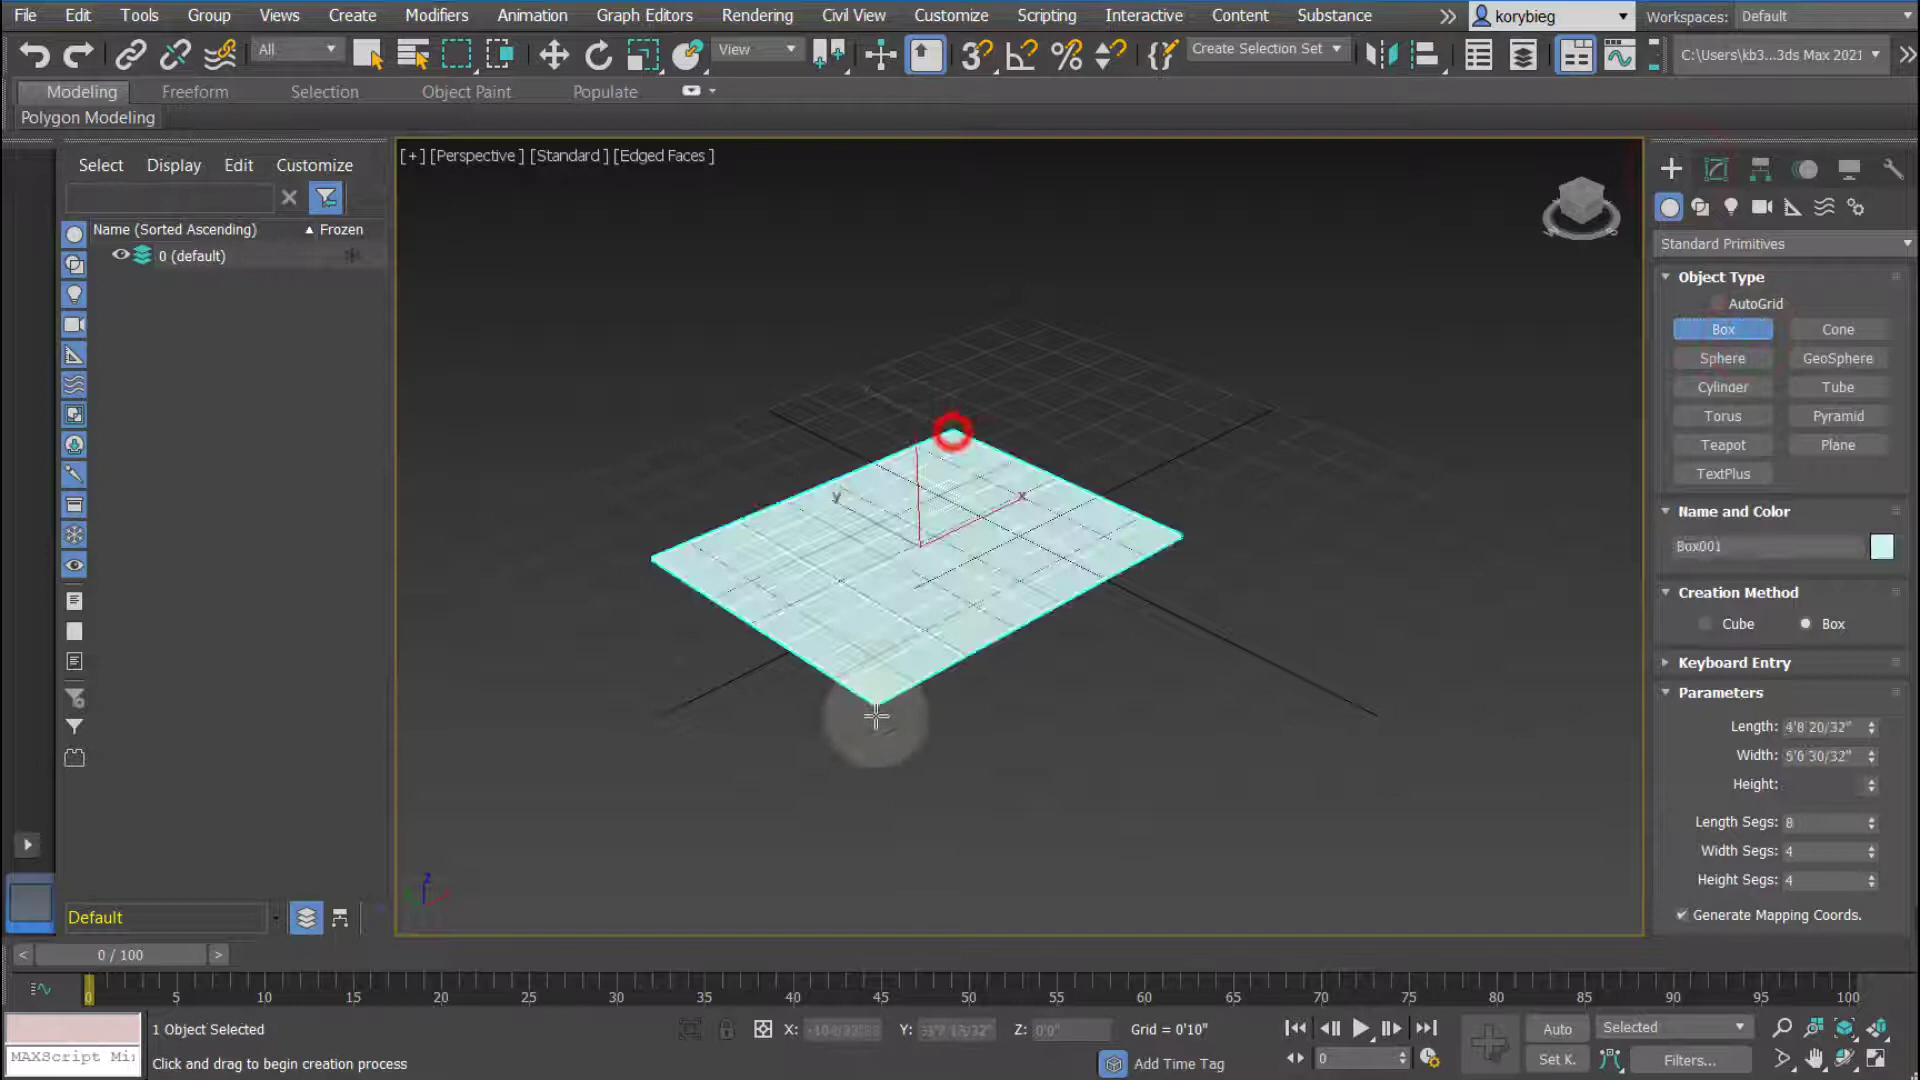 File Edit Tools Group Views Create Modifiers Animation Graph Editors Rendering Civil View Customize Scripting Interactive Content Substance korybieg Workspaces: Default
All View Create Selection Set C:\Users\kb3...3ds Max 2021
Modeling Freeform Selection Object Paint Populate
Polygon Modeling
Select Display Edit Customize
Name (Sorted Ascending) Frozen
0 (default)
[+] [Perspective] [Standard] [Edged Faces]
y x
z
Standard Primitives
Object Type
AutoGrid
Box Cone
Sphere GeoSphere
Cylinder Tube
Torus Pyramid
Teapot Plane
TextPlus
Name and Color
Box001
Creation Method
Cube Box
Keyboard Entry
Parameters
Length: 4'8 20/32"
Width: 5'6 30/32"
Height:
Length Segs: 8
Width Segs: 4
Height Segs: 4
Generate Mapping Coords.
Default
0 / 100
0 5 10 15 20 25 30 35 40 45 50 55 60 65 70 75 80 85 90 95 100
1 Object Selected X: Y: Z: 0'0" Grid = 0'10" Auto Selected
MAXScript Mi: Click and drag to begin creation process Add Time Tag 0 Set K. Filters...